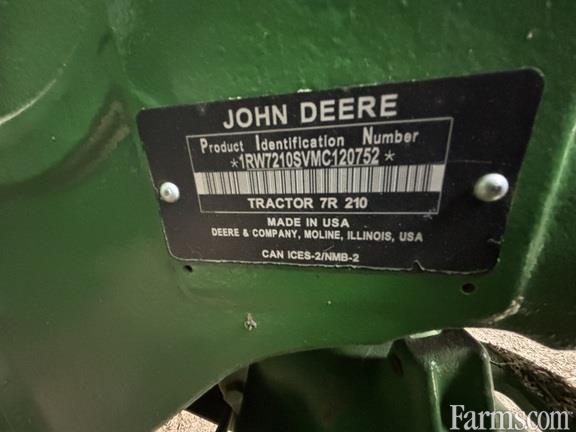 JOHN DEERE
Product Identification Number
*1RW7210SVMC120752*
TRACTOR 7R 210
MADE IN USA
DEERE & COMPANY, MOLINE, ILLINOIS, USA
CAN ICES-2/NMB-2
Farms.com